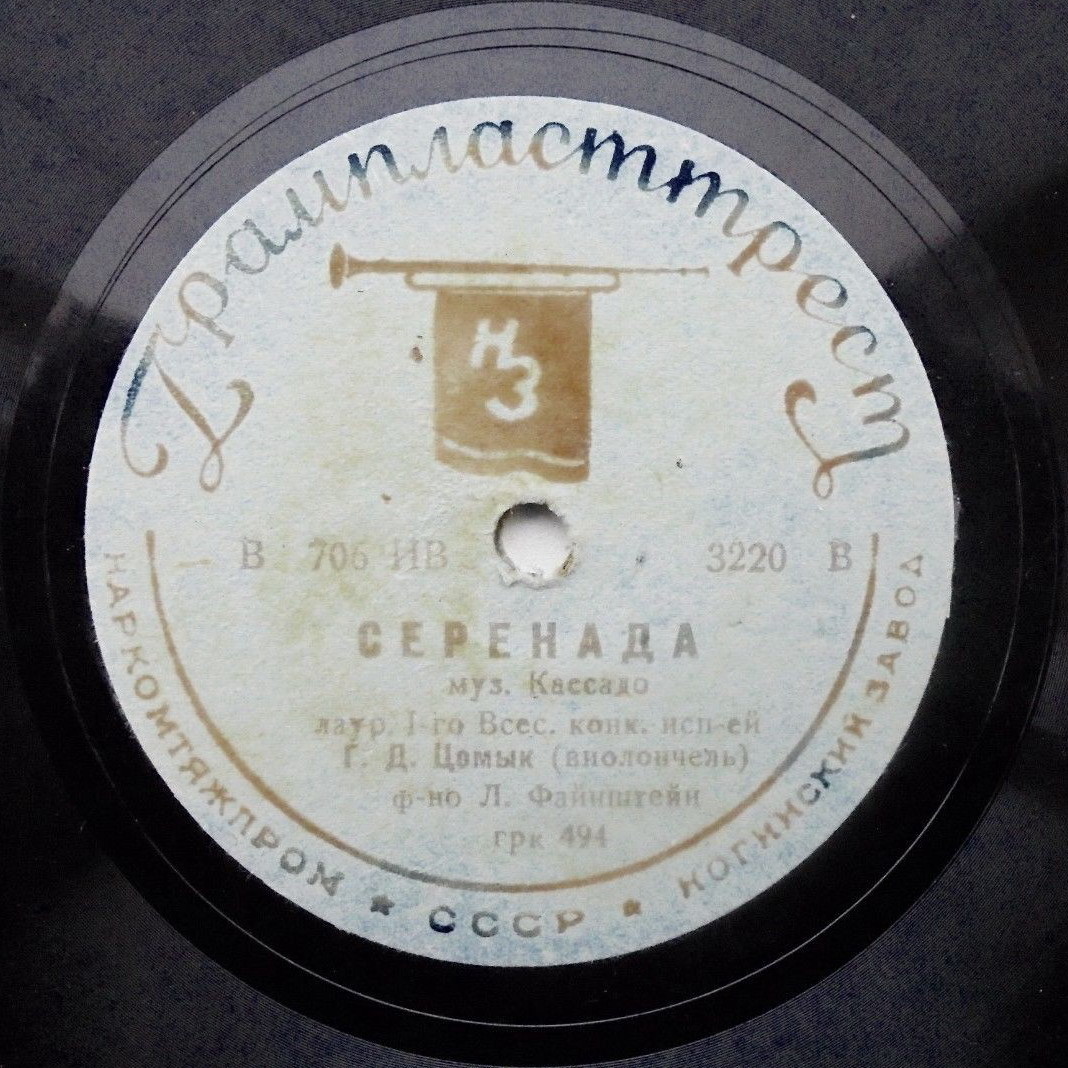 Грампласттрест
НЗ
В 706 НВ 3220 В
СЕРЕНАДА
муз. Кассадо
лаур. I-го Всес. конк. исп-ей
Г. Д. Цомык (виолончель)
ф-но Л. Файнштейн
грк 494
НАРКОМТЯЖПРОМ ★ СССР ★ НОГИНСКИЙ ЗАВОД